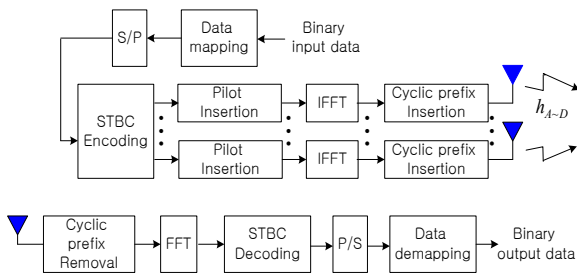 S/P
Data
mapping
Binary
input data
STBC
Encoding
Pilot
Insertion
IFFT
Cyclic prefix
Insertion
h_{A~D}
Pilot
Insertion
IFFT
Cyclic prefix
Insertion
Cyclic
prefix
Removal
FFT
STBC
Decoding
P/S
Data
demapping
Binary
output data